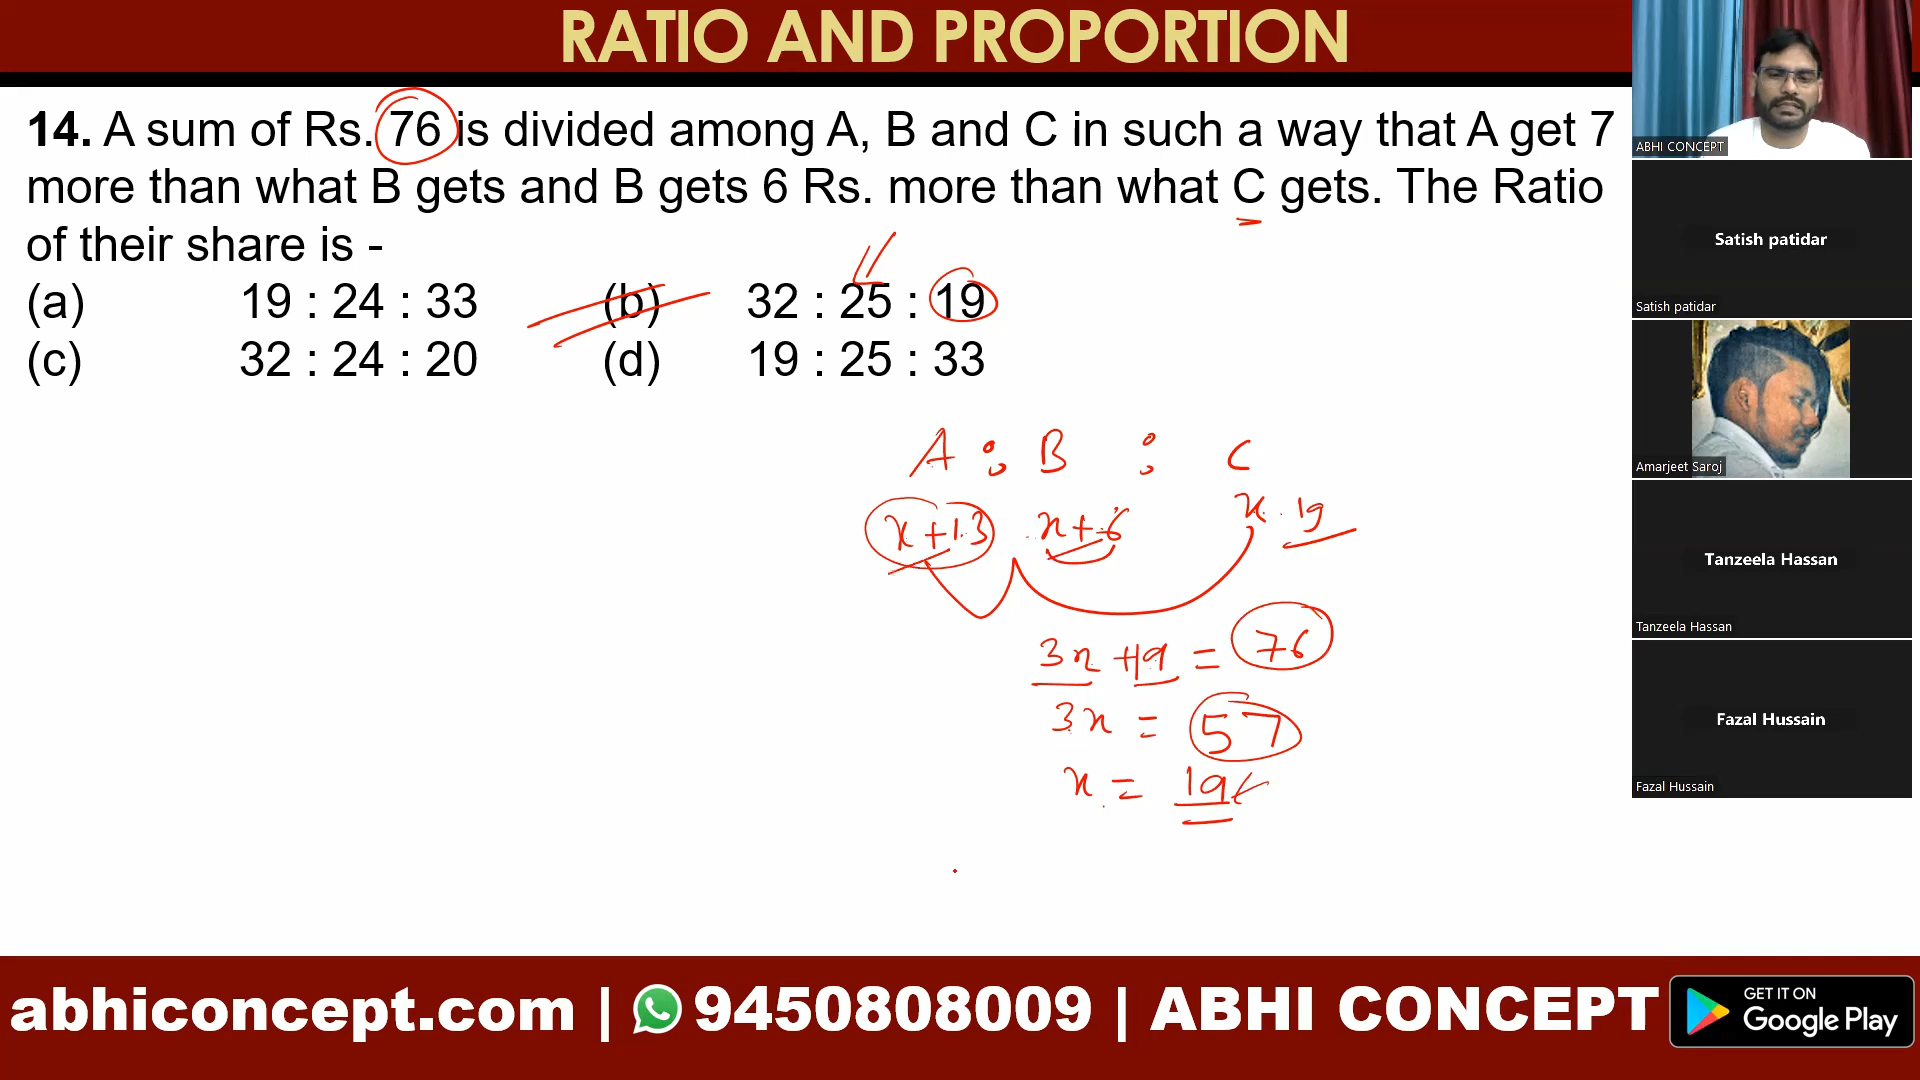 RATIO AND PROPORTION
14. A sum of Rs. 76 is divided among A, B and C in such a way that A get 7
more than what B gets and B gets 6 Rs. more than what C gets. The Ratio
of their share is -
(a) 19 : 24 : 33 (b) 32 : 25 : 19
(c) 32 : 24 : 20 (d) 19 : 25 : 33
A : B : C
x+13 x+6 x 19
3x +19 = 76
3x = 57
x = 19
ABHI CONCEPT
Satish patidar
Satish patidar
Amarjeet Saroj
Tanzeela Hassan
Tanzeela Hassan
Fazal Hussain
Fazal Hussain
abhiconcept.com | 9450808009 | ABHI CONCEPT
GET IT ON
Google Play